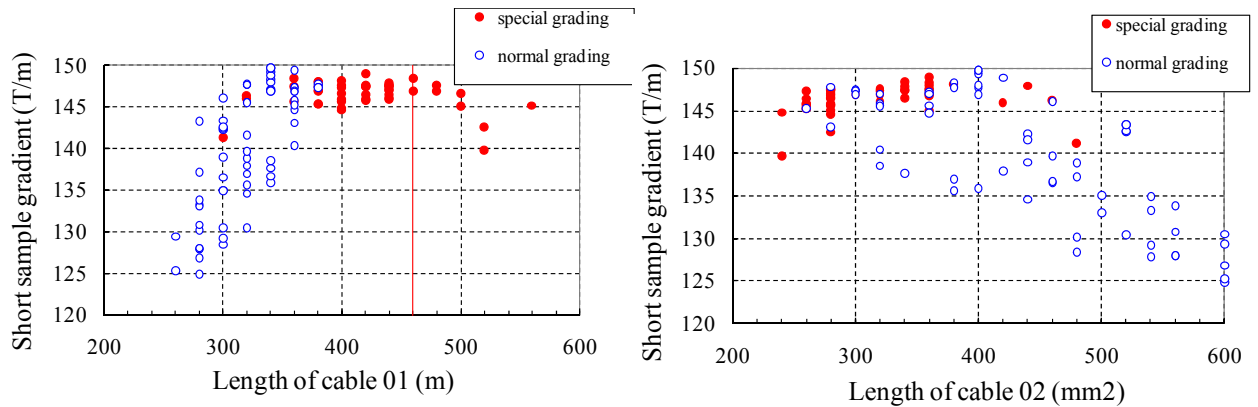 special grading
normal grading
Short sample gradient (T/m)
150
145
140
135
130
125
120
200 300 400 500 600
Length of cable 01 (m)
special grading
normal grading
Short sample gradient (T/m)
150
145
140
135
130
125
120
200 300 400 500 600
Length of cable 02 (mm2)